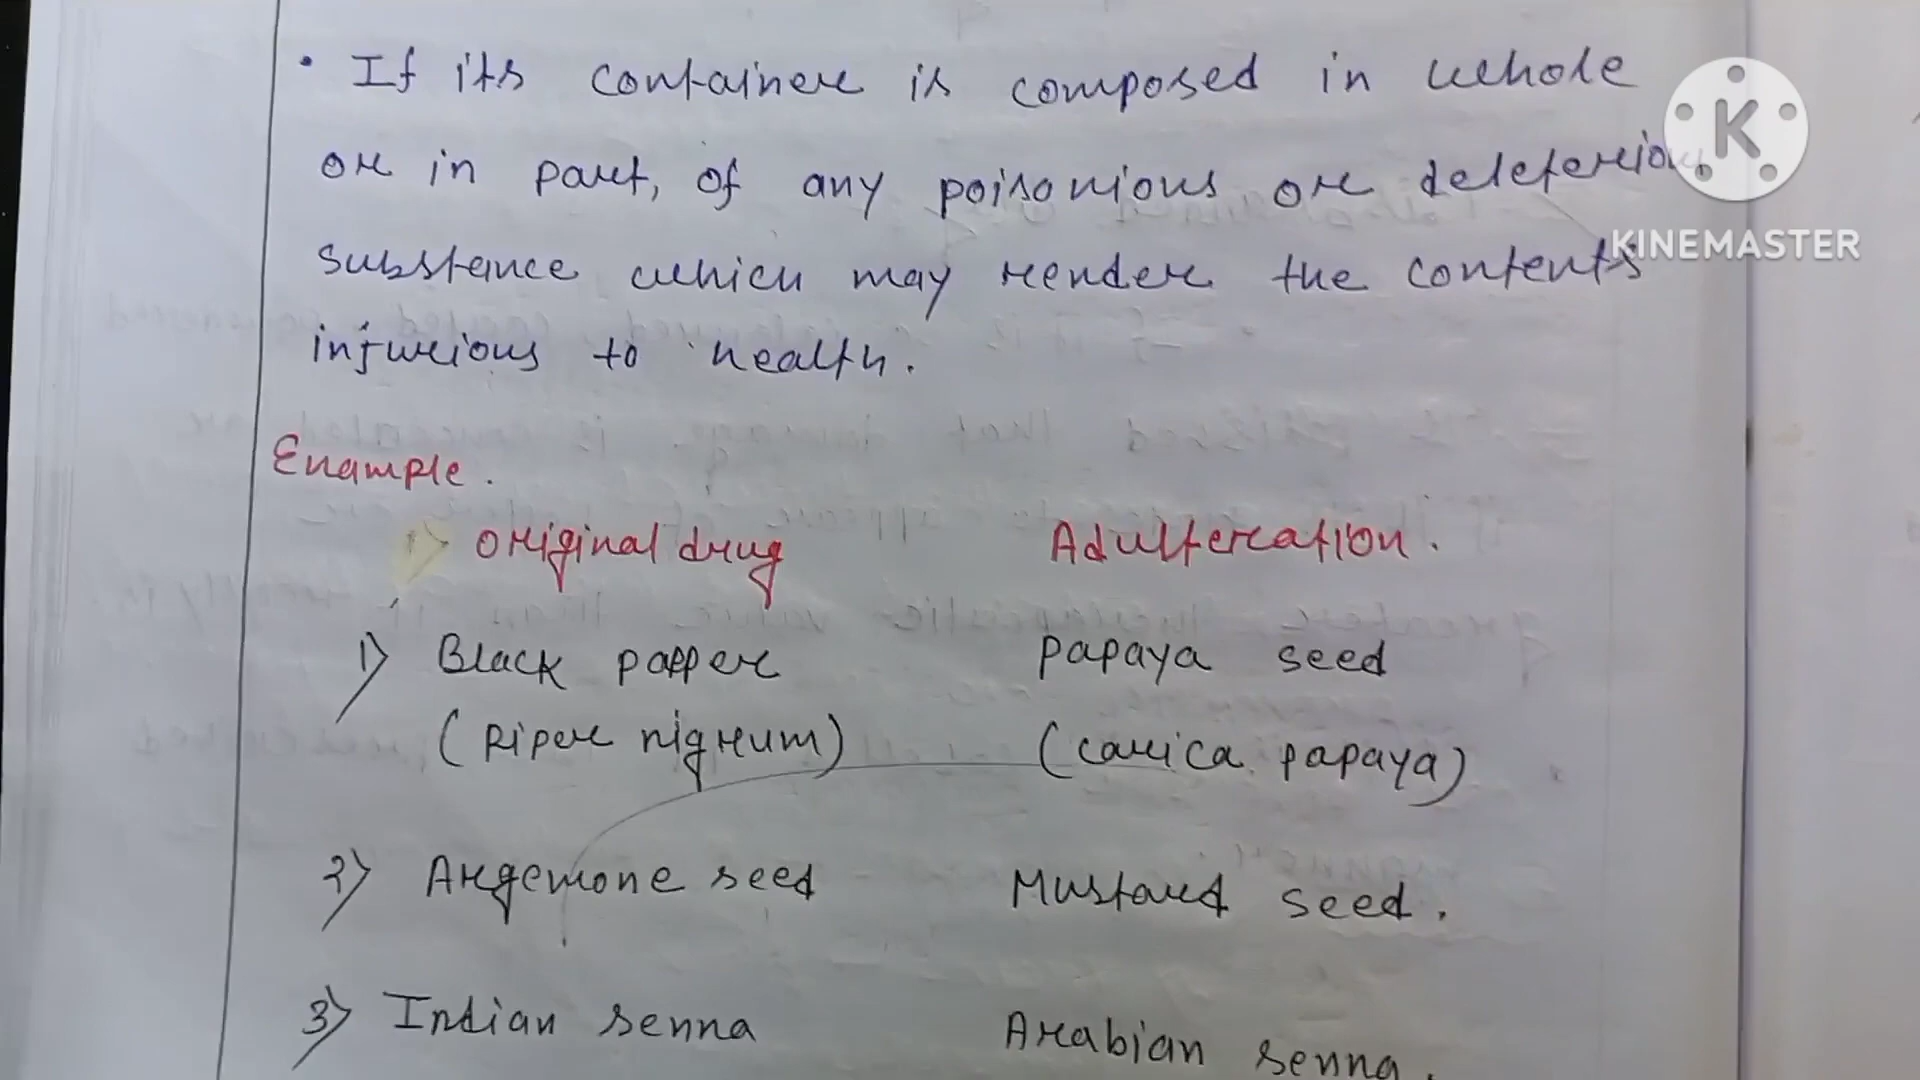 • If its container is composed in whole
or in part, of any poisonious or deleterious
substance which may render the contents
injurious to health.
Example.
1) original drug Adulteration.
1) Black papper papaya seed
(Piper nigrum) (carica papaya)
2) Argemone seed Mustard seed.
3) Indian senna Arabian senna.
K
KINEMASTER